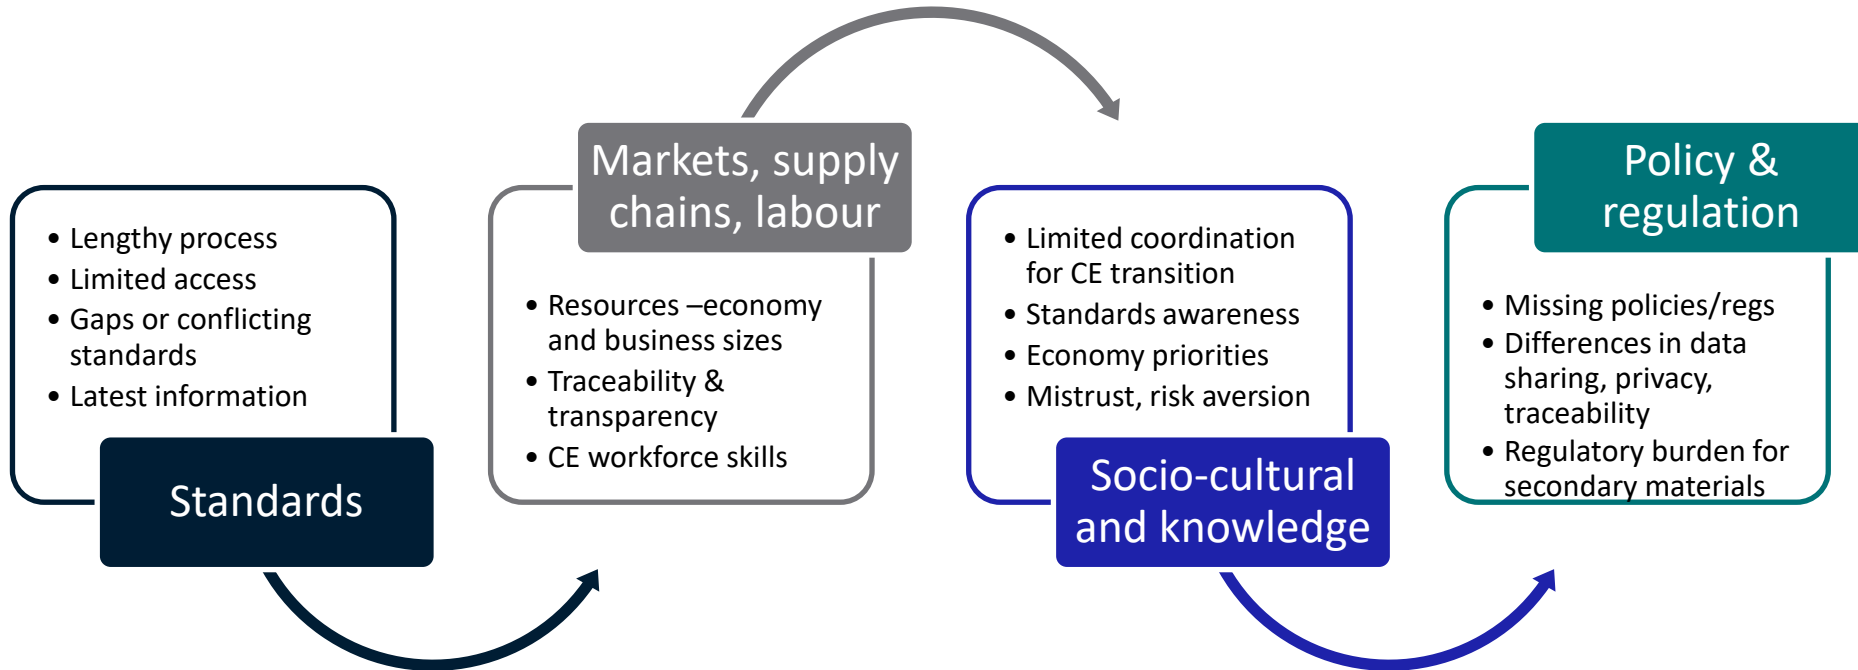 • Lengthy process
• Limited access
• Gaps or conflicting
standards
• Latest information
Standards
Markets, supply
chains, labour
• Resources –economy
and business sizes
• Traceability &
transparency
• CE workforce skills
• Limited coordination
for CE transition
• Standards awareness
• Economy priorities
• Mistrust, risk aversion
Socio-cultural
and knowledge
Policy &
regulation
• Missing policies/regs
• Differences in data
sharing, privacy,
traceability
• Regulatory burden for
secondary materials